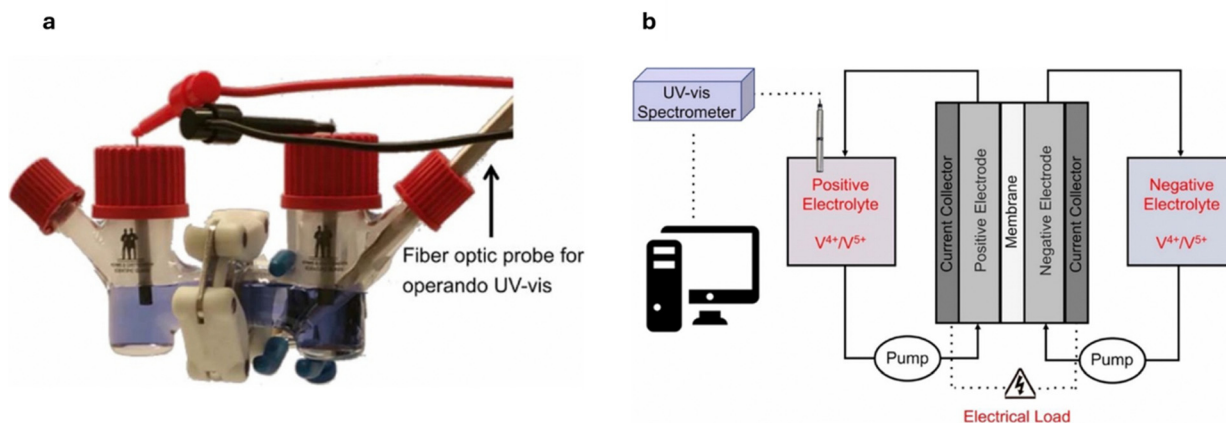 a
Fiber optic probe for
operando UV-vis
b
UV-vis
Spectrometer
Positive
Electrolyte
V4+/V5+
Current Collector
Positive Electrode
Membrane
Negative Electrode
Current Collector
Negative
Electrolyte
V4+/V5+
Pump
Pump
Electrical Load